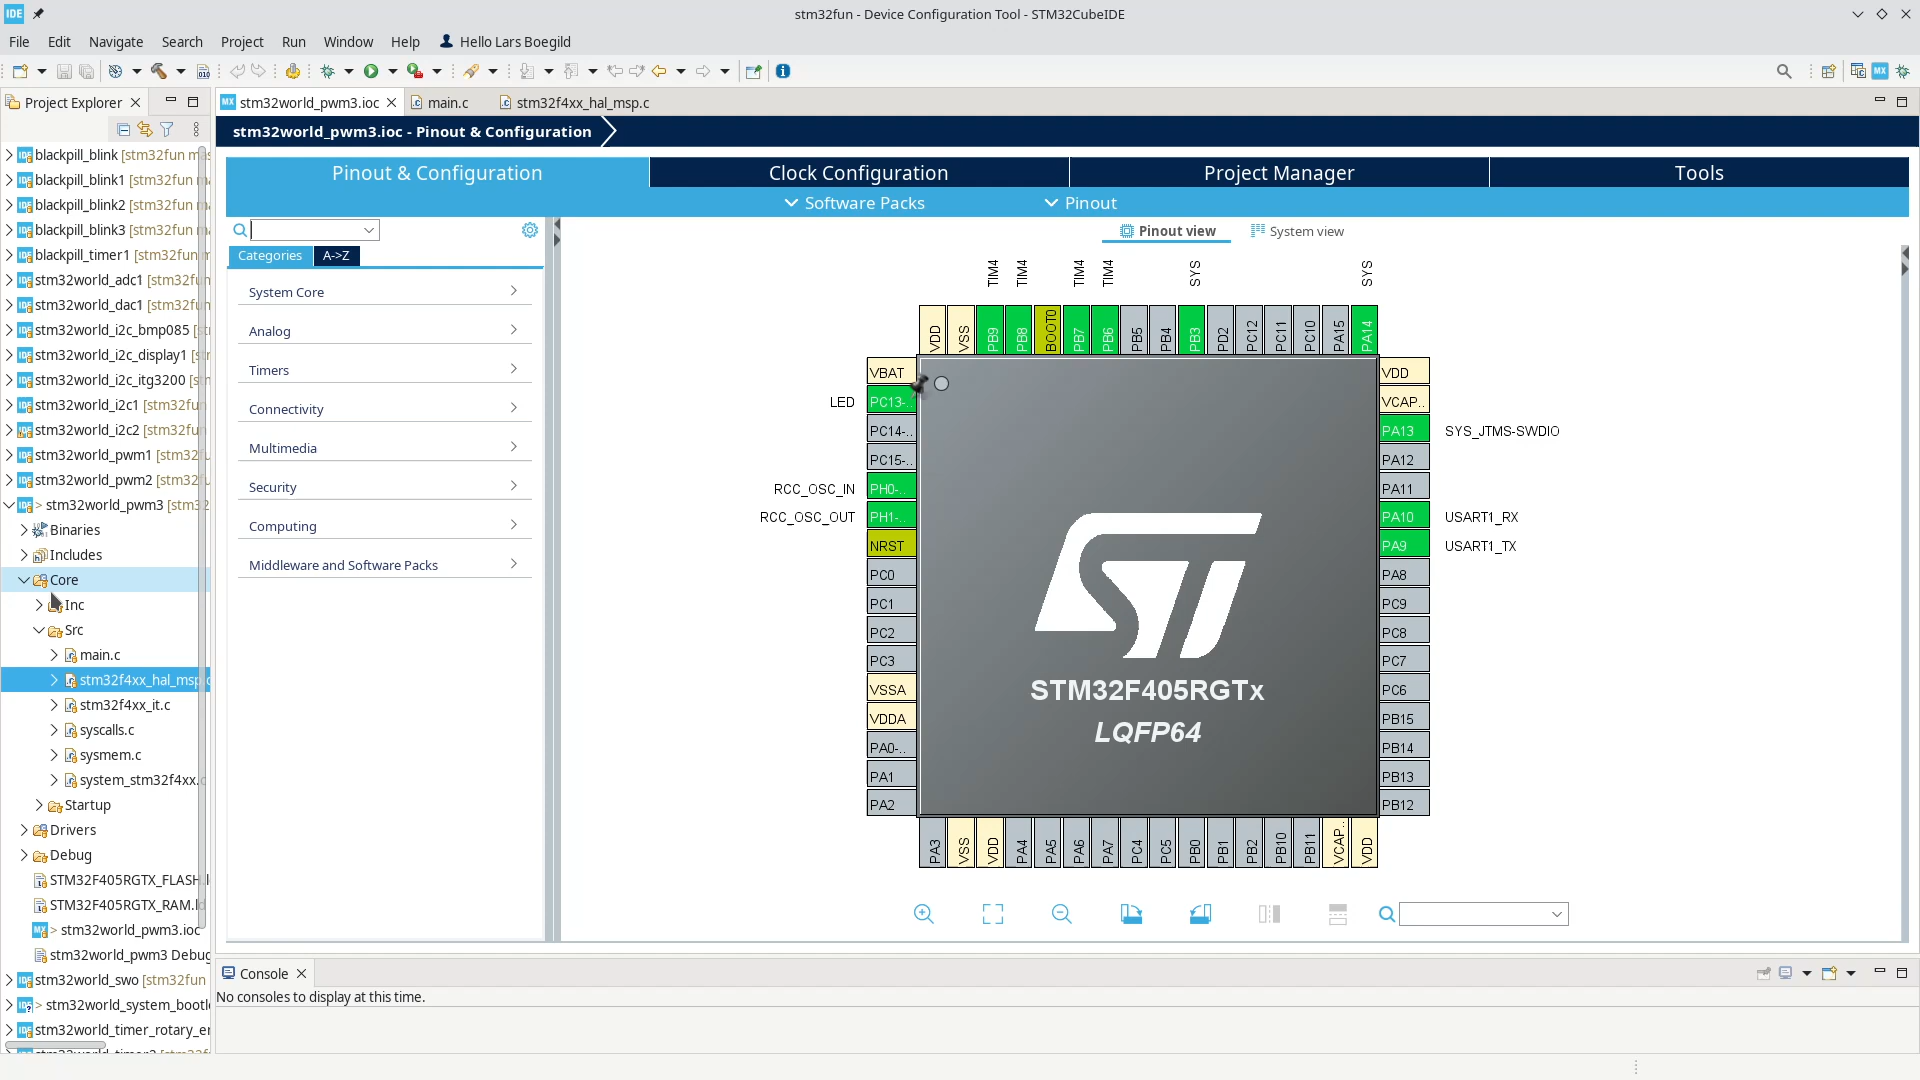 IDE
stm32fun - Device Configuration Tool - STM32CubeIDE
File Edit Navigate Search Project Run Window Help Hello Lars Boegild
Project Explorer
stm32world_pwm3.ioc main.c stm32f4xx_hal_msp.c
stm32world_pwm3.ioc - Pinout & Configuration
Pinout & Configuration Clock Configuration Project Manager Tools
Software Packs Pinout
Pinout view System view
Categories A->Z
System Core
Analog
Timers
Connectivity
Multimedia
Security
Computing
Middleware and Software Packs
blackpill_blink [stm32fun mas
blackpill_blink1 [stm32fun
blackpill_blink2 [stm32fun
blackpill_blink3 [stm32fun
blackpill_timer1 [stm32fun
stm32world_adc1 [stm32fu
stm32world_dac1 [stm32fu
stm32world_i2c_bmp085
stm32world_i2c_display1
stm32world_i2c_itg3200
stm32world_i2c1 [stm32fu
stm32world_i2c2 [stm32fu
stm32world_pwm1
stm32world_pwm2
> stm32world_pwm3 [stm32
Binaries
Includes
Core
Inc
Src
main.c
stm32f4xx_hal_msp.c
stm32f4xx_it.c
syscalls.c
sysmem.c
system_stm32f4xx.c
Startup
Drivers
Debug
STM32F405RGTX_FLASH.l
STM32F405RGTX_RAM.ld
MX > stm32world_pwm3.ioc
stm32world_pwm3 Debug
stm32world_swo [stm32fun
> stm32world_system_bootl
stm32world_timer_rotary_e
TIM4 TIM4 TIM4 TIM4 SYS SYS
VDD VSS PB9 PB8 BOOT0 PB7 PB6 PB5 PB4 PB3 PD2 PC12 PC11 PC10 PA15 PA14
VBAT
LED PC13-..
PC14-..
PC15-..
RCC_OSC_IN PH0-..
RCC_OSC_OUT PH1-..
NRST
PC0
PC1
PC2
PC3
VSSA
VDDA
PA0-..
PA1
PA2
VDD
VCAP..
PA13 SYS_JTMS-SWDIO
PA12
PA11
PA10 USART1_RX
PA9 USART1_TX
PA8
PC9
PC8
PC7
PC6
PB15
PB14
PB13
PB12
ST
STM32F405RGTx
LQFP64
PA3 VSS VDD PA4 PA5 PA6 PA7 PC4 PC5 PB0 PB1 PB2 PB10 PB11 VCAP.. VDD
Console
No consoles to display at this time.